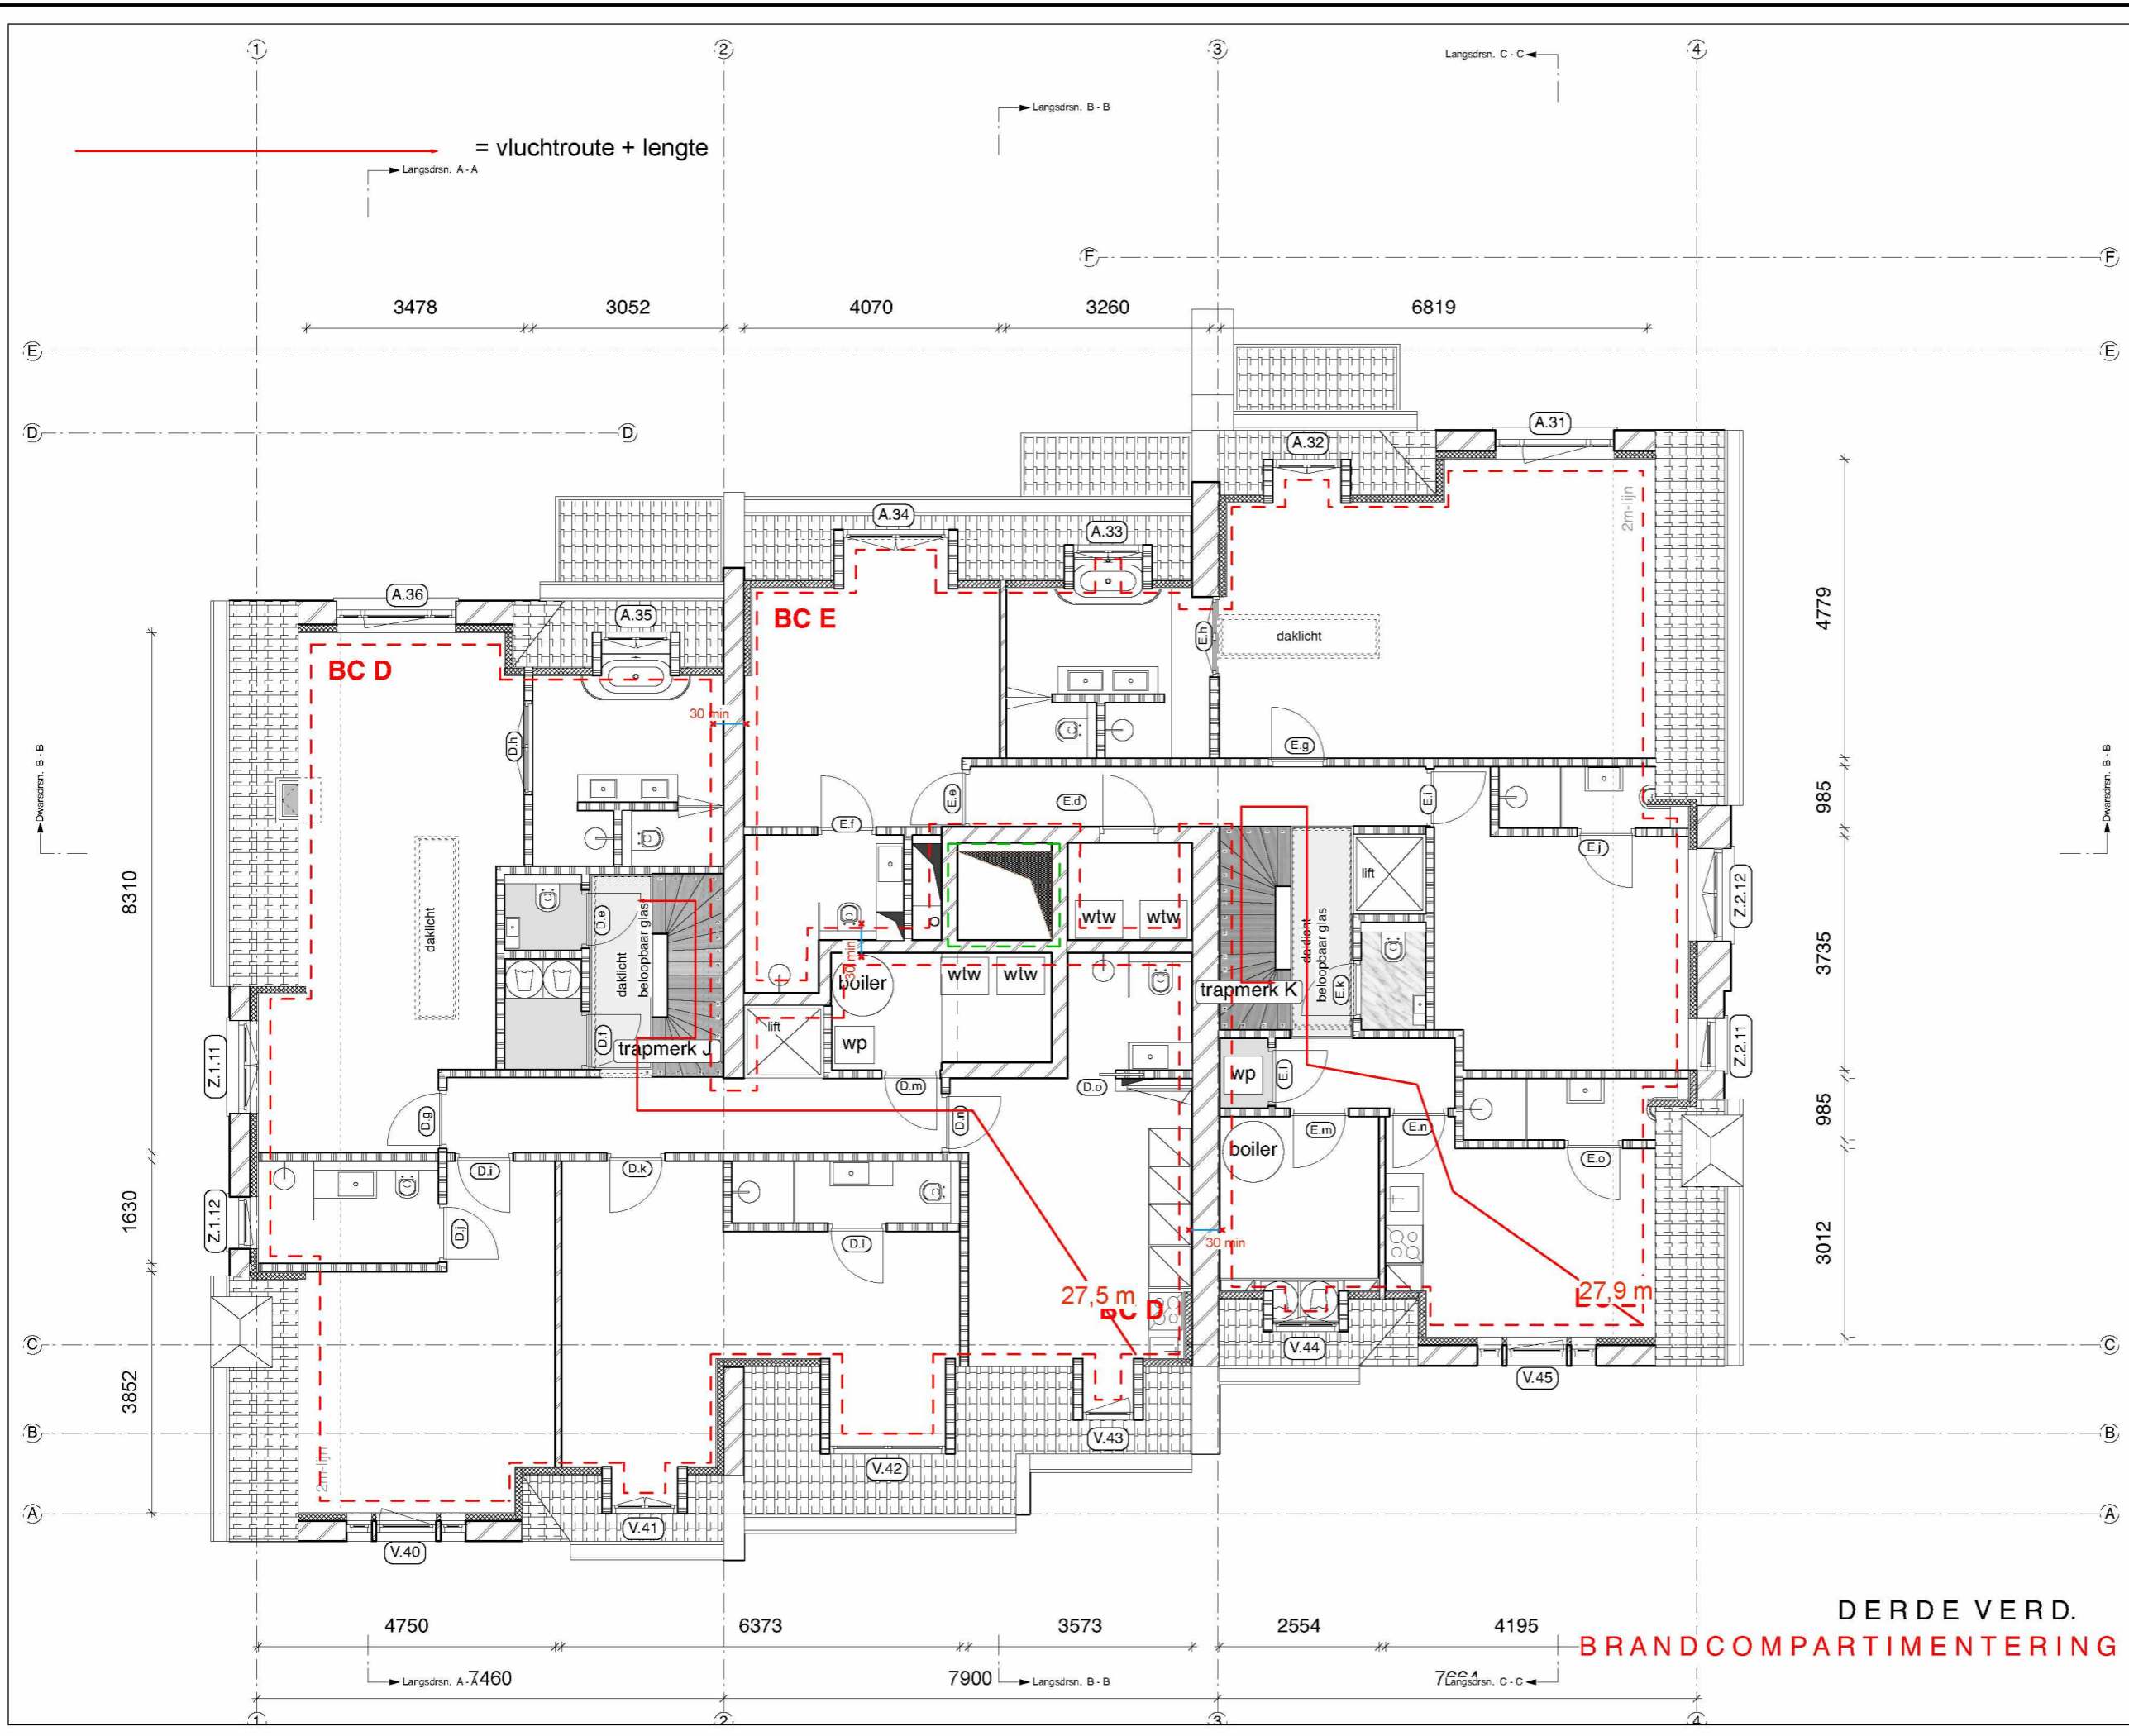 1
2
3
4
Langsdrsn. C - C
Langsdrsn. B - B
= vluchtroute + lengte
Langsdrsn. A - A
F
F
3478
3052
4070
3260
6819
E
E
D
D
A.31
A.32
2m-lijn
A.34
A.33
A.36
A.35
BC E
BC D
E.h
daklicht
4779
30 min
D.h
E.g
Dwarsdrsn. B - B
Dwarsdrsn. B - B
E.e
E.d
E.i
985
E.f
E.j
lift
8310
daklicht
D.e
daklicht
beloopbaar glas
wtw
wtw
daklicht
beloopbaar glas
Z.2.12
3735
30 min
boiler
wtw
wtw
trapmerk K
E.k
lift
wp
D.f
trapmerk J
Z.1.11
Z.2.11
D.m
D.o
wp
E.l
985
D.g
D.n
E.m
E.n
boiler
E.o
D.i
D.k
Z.1.12
1630
D.j
D.l
30 min
3012
27,5 m
BC D
27,9 m
V.44
C
C
V.45
3852
B
B
V.43
2m-lijn
V.42
A
A
V.41
V.40
DERDE VERD.
BRANDCOMPARTIMENTERING
4750
6373
3573
2554
4195
Langsdrsn. A - A
7460
7900
Langsdrsn. B - B
Langsdrsn. C - C
1
2
3
4